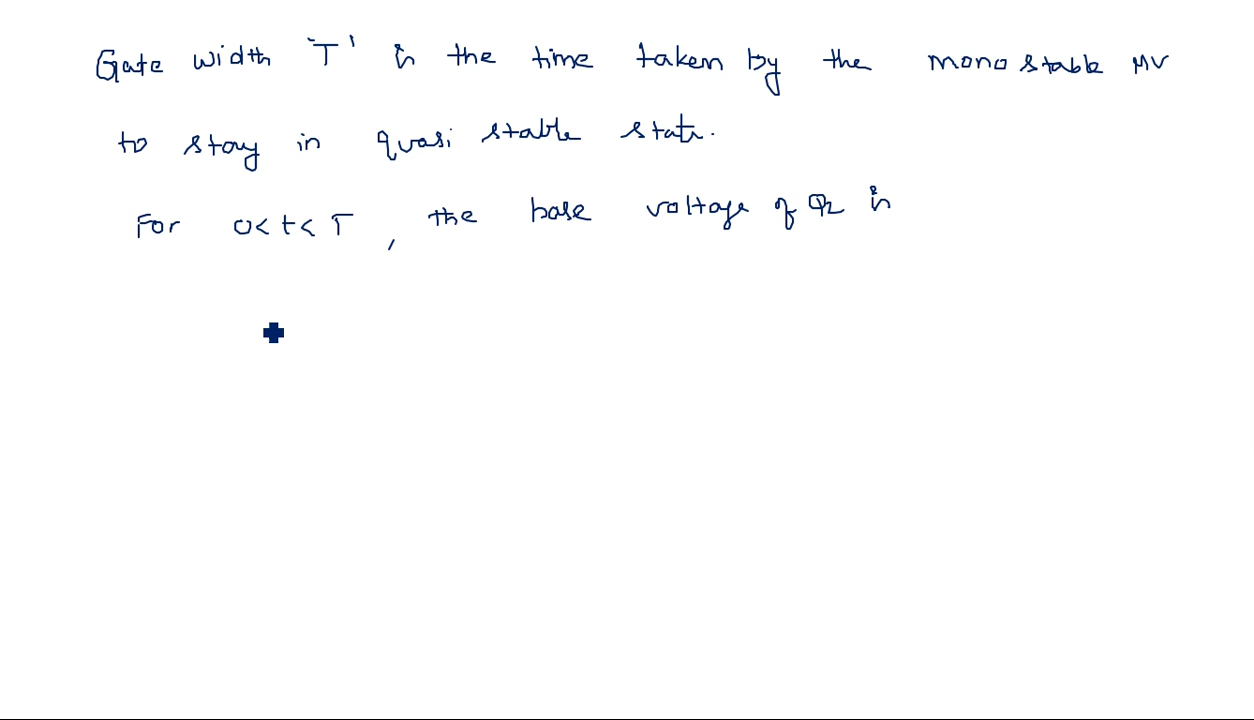 Gate width 'T' is the time taken by the monostable MV
to stay in quasi stable state.
For 0 < t < T , the base voltage of Q2 is